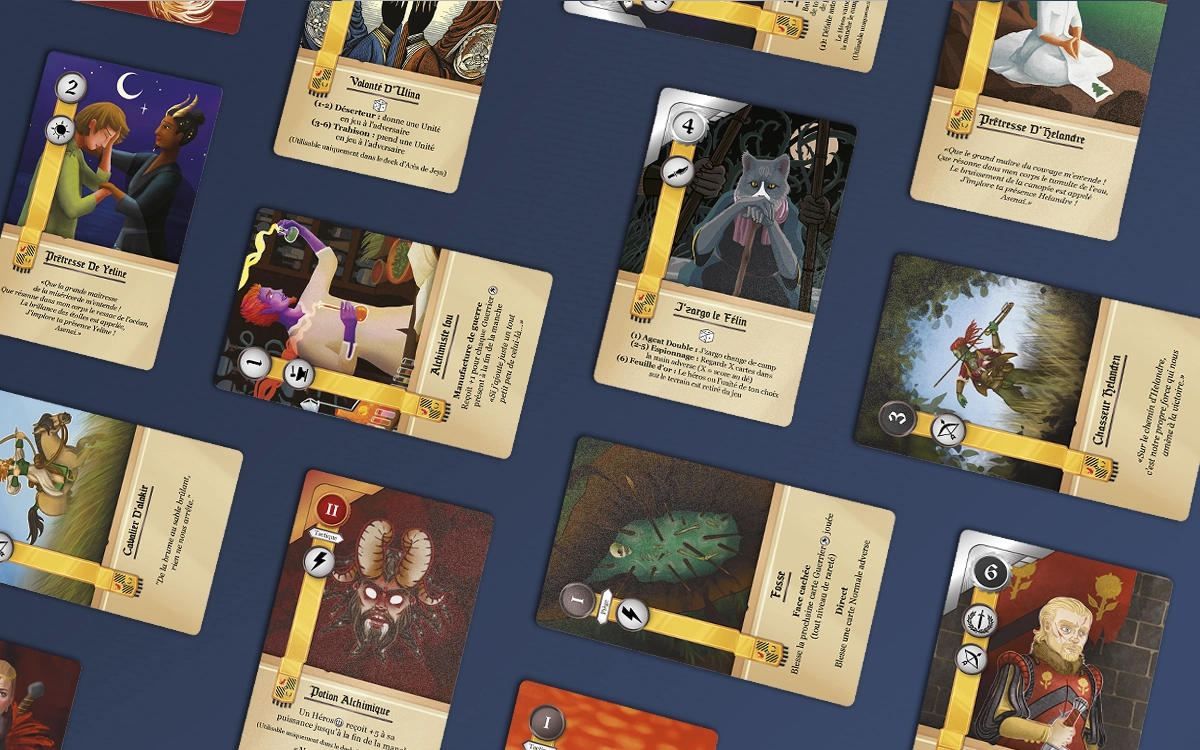 Volonté D'Ulina
(1-2) Déserteur : donne une Unité
en jeu à l'adversaire
(3-6) Trahison : prend une Unité
en jeu à l'adversaire
(Utilisable uniquement dans le deck d'Arès de Jeya)
Prêtresse D'Helandre
«Que le grand maître du courage m'entende !
Que résonne dans mon corps le tumulte de l'eau,
Le bruissement de la canopie est appelé
J'implore ta présence Helandre !
Asenaï.»
2
Prêtresse De Yeline
«Que la grande maîtresse
de la miséricorde m'entende !
Que résonne dans mon corps le ressac de l'océan,
La brillance des étoiles est appelée,
J'implore ta présence Yeline !
Asenaï.»
1
Alchimiste fou
Manufacture de guerre
Reçoit +1 pour chaque Guerrier
présent à la fin de la manche
«Si j'ajoute juste un tout
petit peu de celui-là...»
4
J'zargo le Félin
(1) Agent Double : J'zargo change de camp
(2-5) Espionnage : Regarde X cartes dans
la main adverse (X = score au dé)
(6) Feuille d'or : Le héros ou l'unité de ton choix
sur le terrain est retiré du jeu
3
Chasseur Helandren
«Sur le chemin d'Helandre,
c'est notre propre force qui nous
amène à la victoire.»
Cavalier D'alakir
"De la brume au sable brûlant,
rien ne nous arrête."
II
Tactique
Potion Alchimique
Un Héros reçoit +5 à sa
puissance jusqu'à la fin de la manche
I
Piège
Fosse
Face cachée
Blesse la prochaine carte Guerrier jouée
(tout niveau de rareté)
Direct
Blesse une carte Normale adverse
6
I